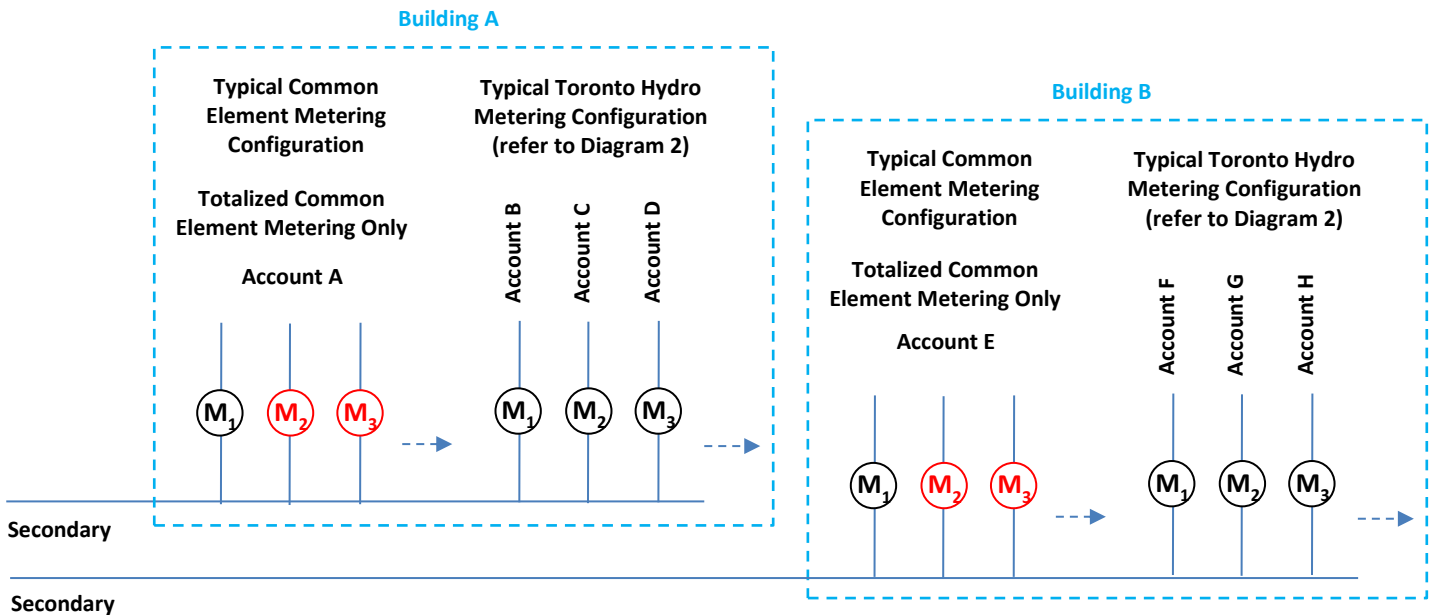 Building A
Typical Common
Element Metering
Configuration
Totalized Common
Element Metering Only
Account A
Typical Toronto Hydro
Metering Configuration
(refer to Diagram 2)
Account B
Account C
Account D
M1
M2
M3
M1
M2
M3
Secondary
Building B
Typical Common
Element Metering
Configuration
Totalized Common
Element Metering Only
Account E
Typical Toronto Hydro
Metering Configuration
(refer to Diagram 2)
Account F
Account G
Account H
M1
M2
M3
M1
M2
M3
Secondary